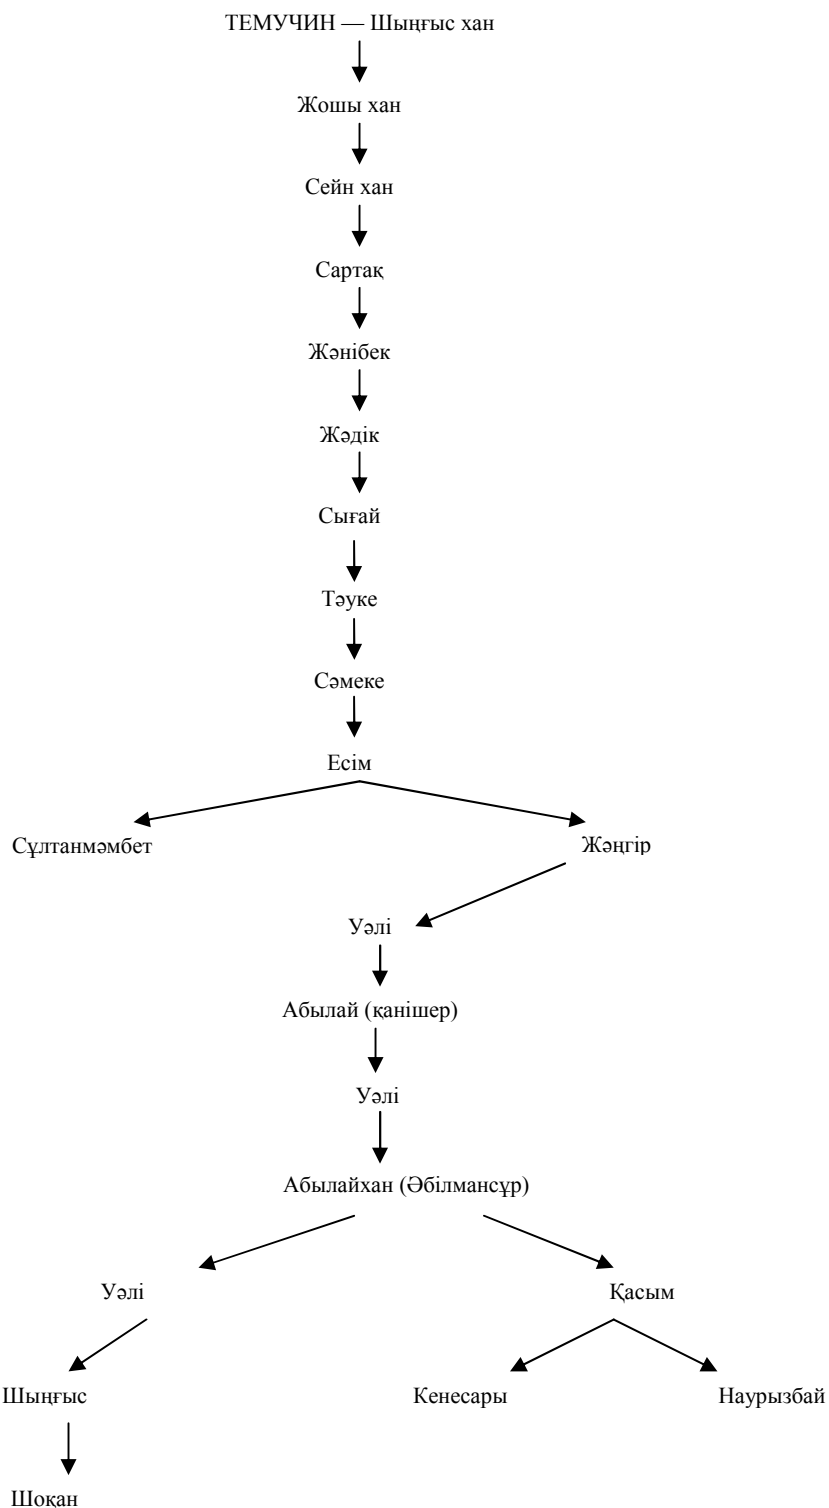 ТЕМУЧИН — Шыңғыс хан
Жошы хан
Сейн хан
Сартақ
Жәнібек
Жәдік
Сығай
Тәуке
Сәмеке
Есім
Сұлтанмәмбет Жәңгір
Уәлі
Абылай (қанішер)
Уәлі
Абылайхан (Әбілмансұр)
Уәлі Қасым
Шыңғыс Кенесары Наурызбай
Шоқан